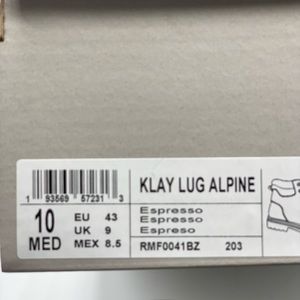 KLAY LUG ALPINE
1 93569 57231 3
10 EU 43 Espresso
UK 9 Espresso
MED MEX 8.5 Espresso
RMF0041BZ 203